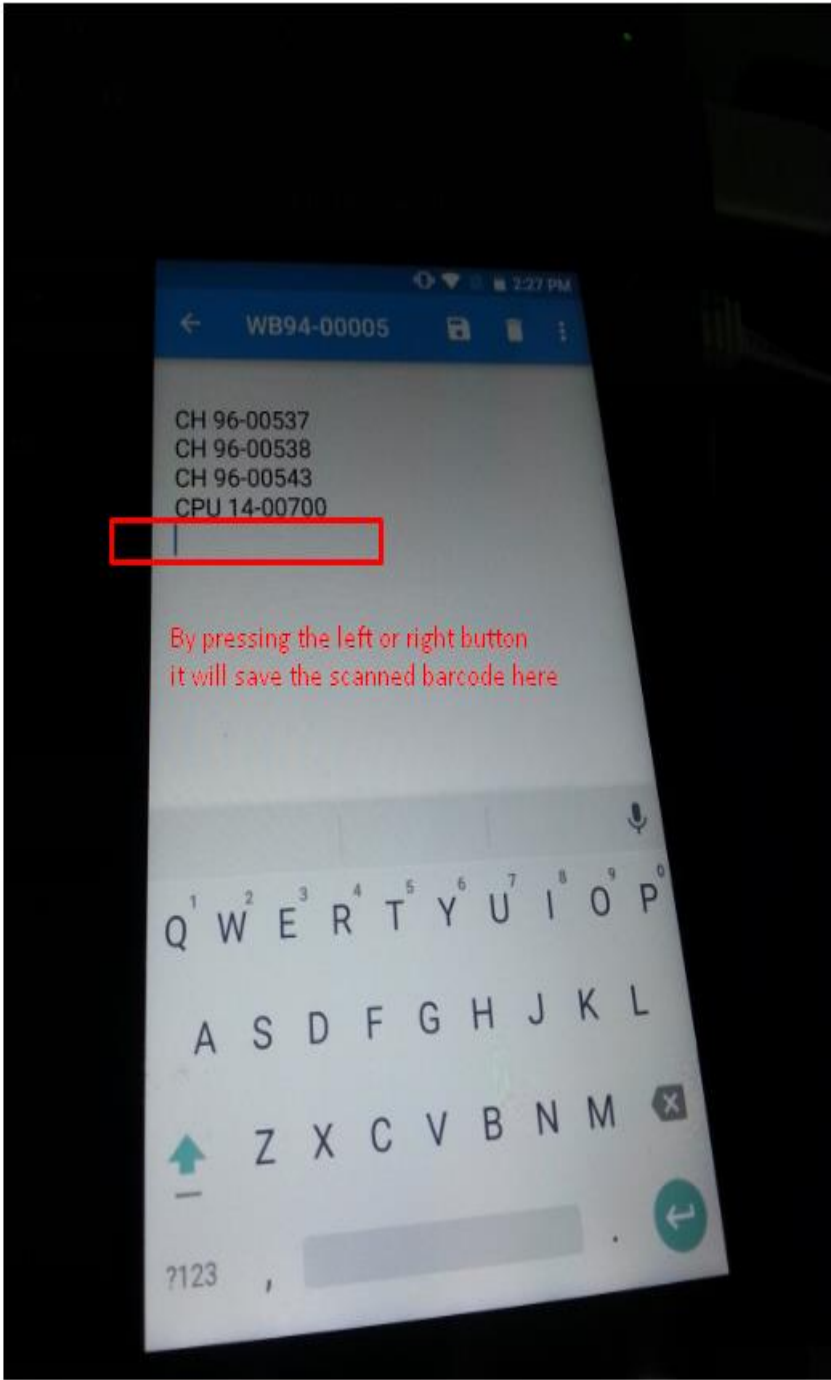 2:27 PM
WB94-00005
CH 96-00537
CH 96-00538
CH 96-00543
CPU 14-00700
By pressing the left or right button
it will save the scanned barcode here
1 2 3 4 5 6 7 8 9 0
Q W E R T Y U I O P
A S D F G H J K L
Z X C V B N M
?123 , .